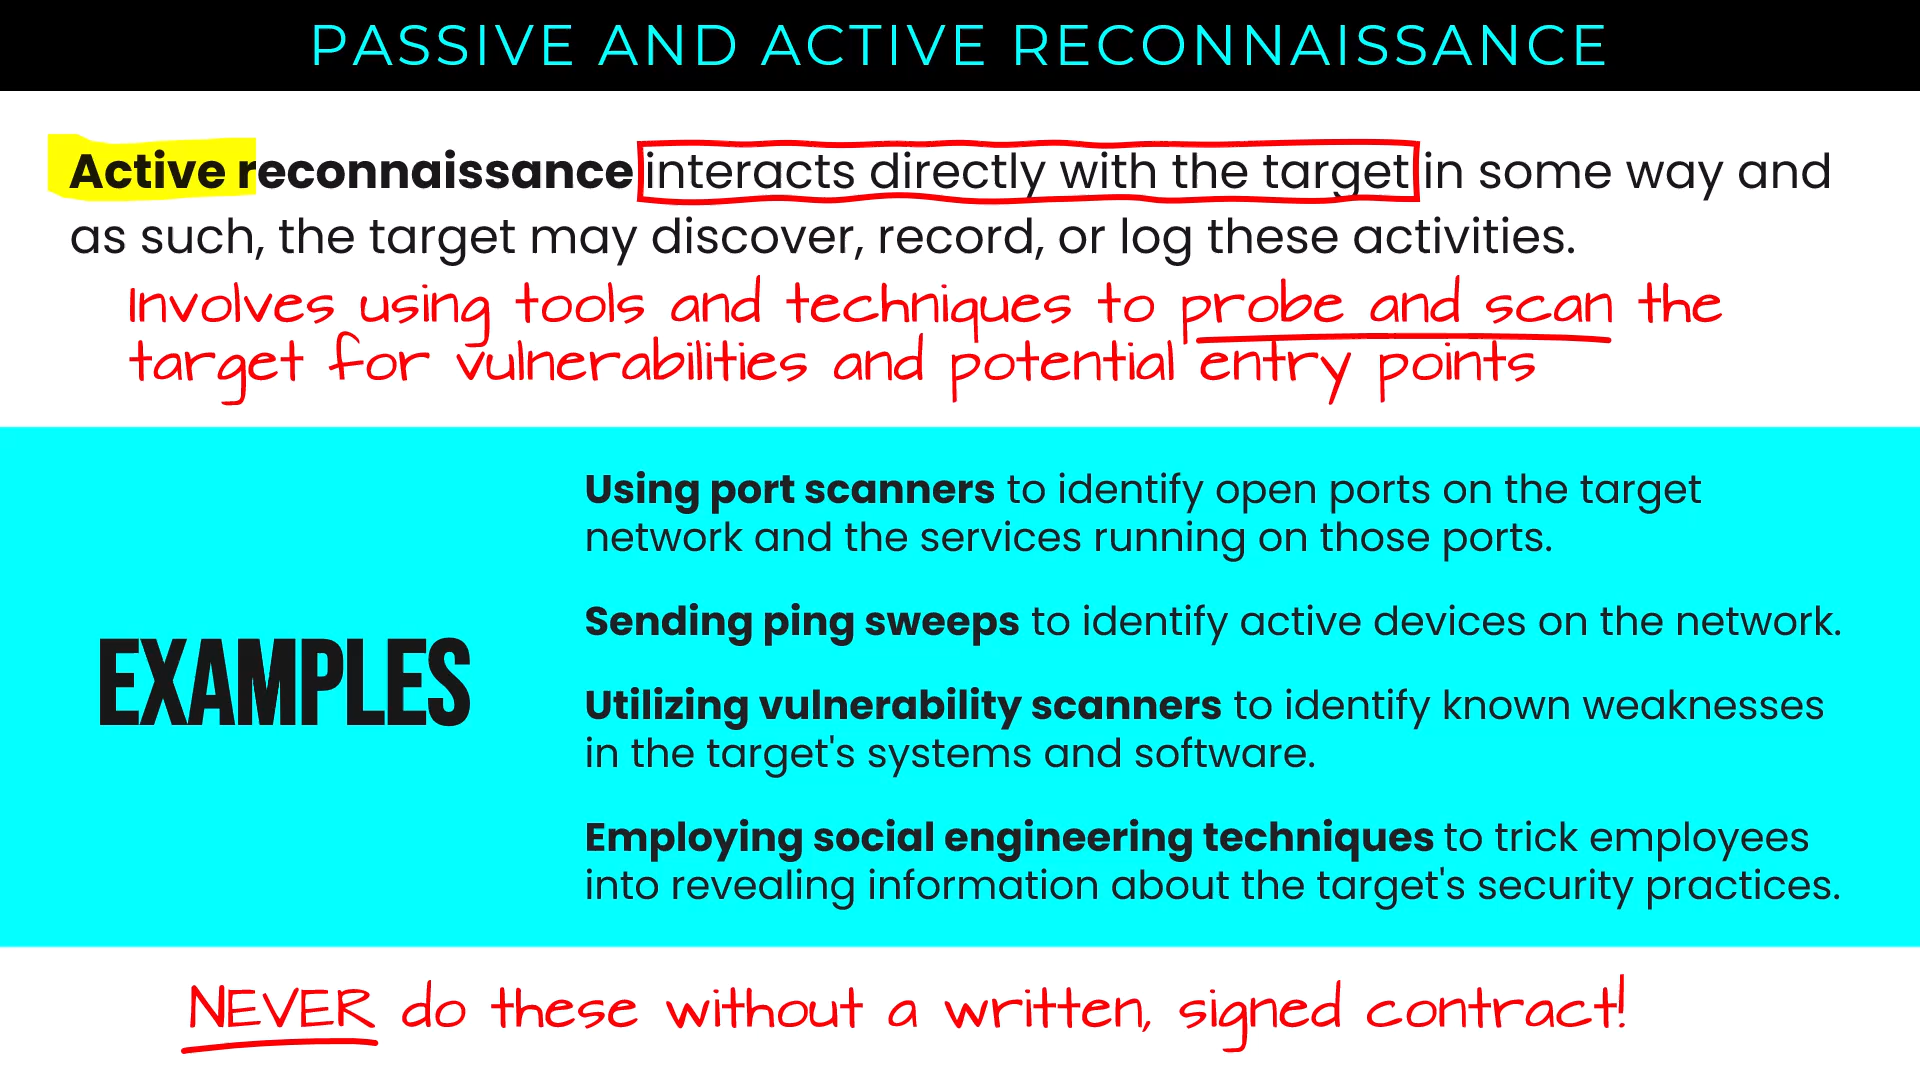 PASSIVE AND ACTIVE RECONNAISSANCE
Active reconnaissance interacts directly with the target in some way and
as such, the target may discover, record, or log these activities.
Involves using tools and techniques to probe and scan the
target for vulnerabilities and potential entry points
EXAMPLES
Using port scanners to identify open ports on the target
network and the services running on those ports.
Sending ping sweeps to identify active devices on the network.
Utilizing vulnerability scanners to identify known weaknesses
in the target's systems and software.
Employing social engineering techniques to trick employees
into revealing information about the target's security practices.
NEVER do these without a written, signed contract!